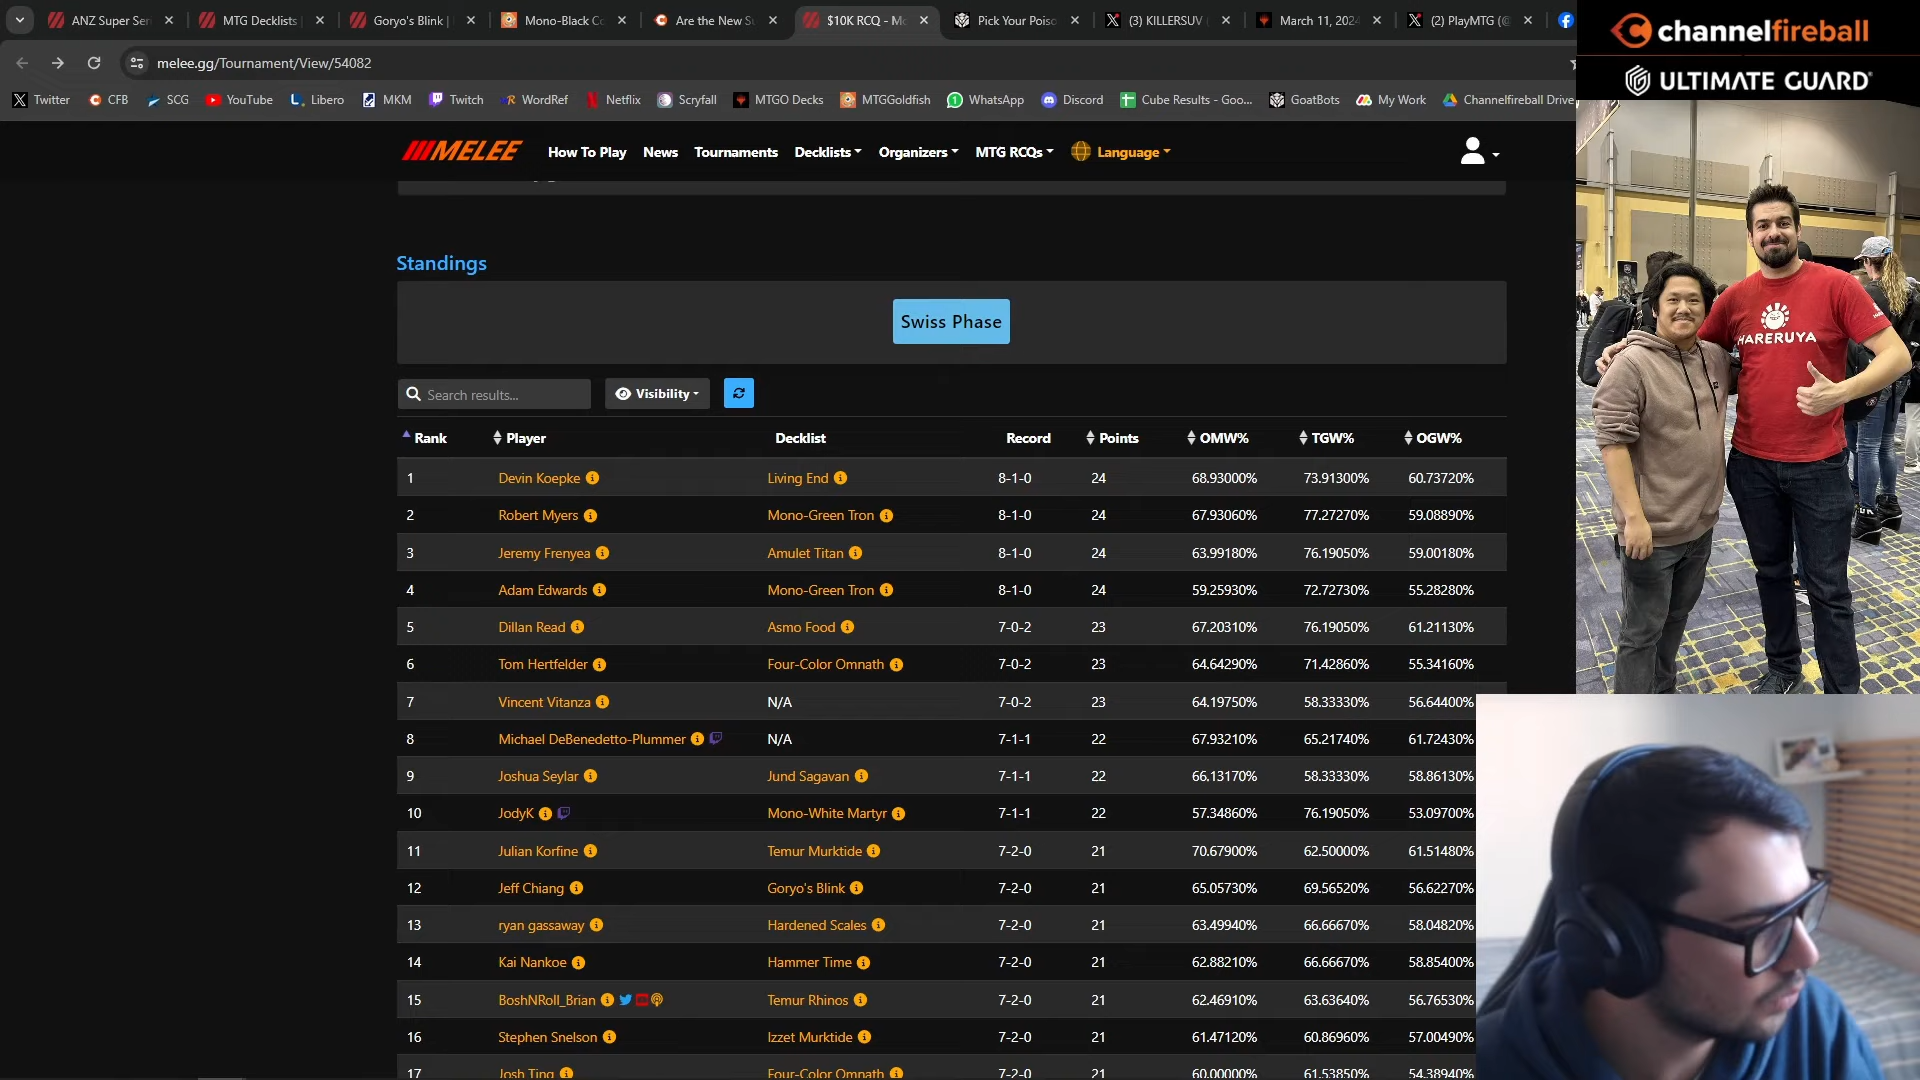 ANZ Super Seri
MTG Decklists
Goryo's Blink |
Mono-Black Co
Are the New Su
$10K RCQ - Mo
Pick Your Poiso
(3) KILLERSUV (
March 11, 2024
(2) PlayMTG (@
melee.gg/Tournament/View/54082
Twitter CFB SCG YouTube Libero MKM Twitch WordRef Netflix Scryfall MTGO Decks MTGGoldfish WhatsApp Discord Cube Results - Goo... GoatBots My Work Channelfireball Drive
channelfireball
ULTIMATE GUARD
MELEE How To Play News Tournaments Decklists Organizers MTG RCQs Language
Standings
Swiss Phase
Search results... Visibility
Rank Player Decklist Record Points OMW% TGW% OGW%
1 Devin Koepke Living End 8-1-0 24 68.93000% 73.91300% 60.73720%
2 Robert Myers Mono-Green Tron 8-1-0 24 67.93060% 77.27270% 59.08890%
3 Jeremy Frenyea Amulet Titan 8-1-0 24 63.99180% 76.19050% 59.00180%
4 Adam Edwards Mono-Green Tron 8-1-0 24 59.25930% 72.72730% 55.28280%
5 Dillan Read Asmo Food 7-0-2 23 67.20310% 76.19050% 61.21130%
6 Tom Hertfelder Four-Color Omnath 7-0-2 23 64.64290% 71.42860% 55.34160%
7 Vincent Vitanza N/A 7-0-2 23 64.19750% 58.33330% 56.64400%
8 Michael DeBenedetto-Plummer N/A 7-1-1 22 67.93210% 65.21740% 61.72430%
9 Joshua Seylar Jund Sagavan 7-1-1 22 66.13170% 58.33330% 58.86130%
10 JodyK Mono-White Martyr 7-1-1 22 57.34860% 76.19050% 53.09700%
11 Julian Korfine Temur Murktide 7-2-0 21 70.67900% 62.50000% 61.51480%
12 Jeff Chiang Goryo's Blink 7-2-0 21 65.05730% 69.56520% 56.62270%
13 ryan gassaway Hardened Scales 7-2-0 21 63.49940% 66.66670% 58.04820%
14 Kai Nankoe Hammer Time 7-2-0 21 62.88210% 66.66670% 58.85400%
15 BoshNRoll_Brian Temur Rhinos 7-2-0 21 62.46910% 63.63640% 56.76530%
16 Stephen Snelson Izzet Murktide 7-2-0 21 61.47120% 60.86960% 57.00490%
17 Josh Ting Four-Color Omnath 7-2-0 21 60.00000% 61.53850% 54.38940%
HARERUYA